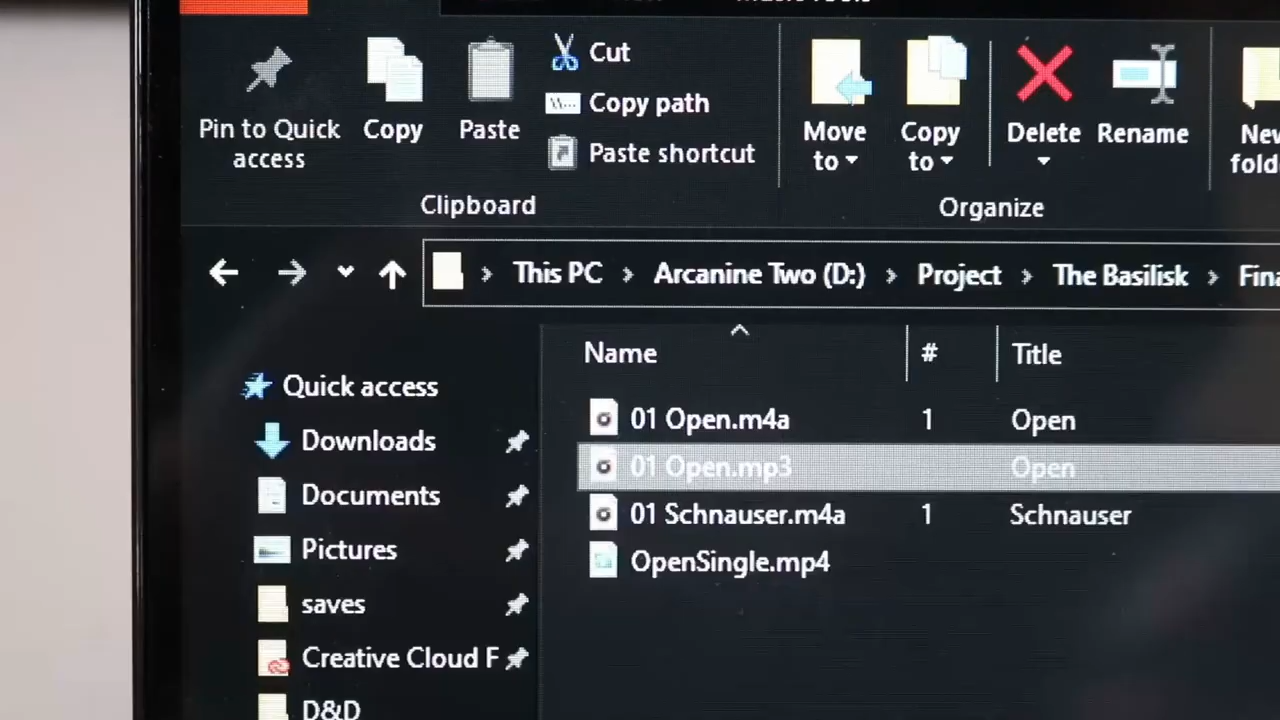 Cut
Copy path
Paste shortcut
Pin to Quick access
Copy
Paste
Move to
Copy to
Delete
Rename
Clipboard
Organize
This PC > Arcanine Two (D:) > Project > The Basilisk >
Name # Title
Quick access
Downloads
Documents
Pictures
saves
Creative Cloud F
D&D
01 Open.m4a 1 Open
01 Open.mp3 Open
01 Schnauser.m4a 1 Schnauser
OpenSingle.mp4